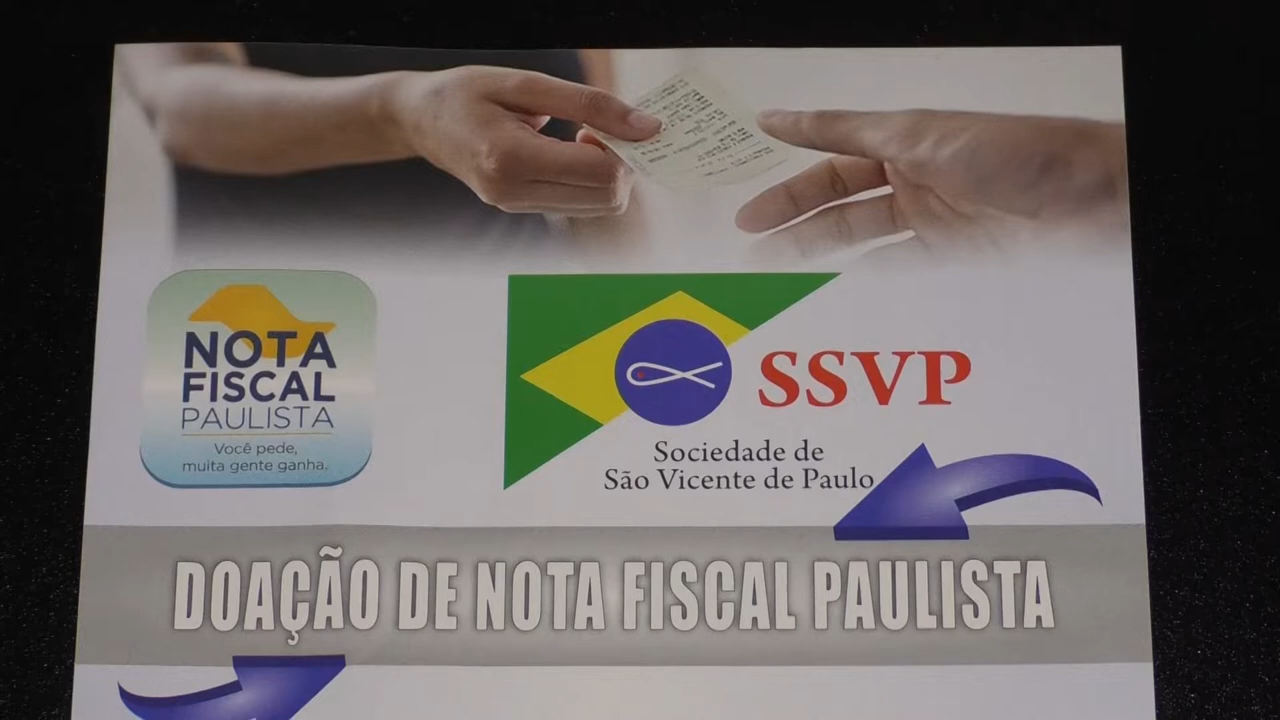 NOTA
FISCAL
PAULISTA
Você pede,
muita gente ganha.
SSVP
Sociedade de
São Vicente de Paulo
DOAÇÃO DE NOTA FISCAL PAULISTA